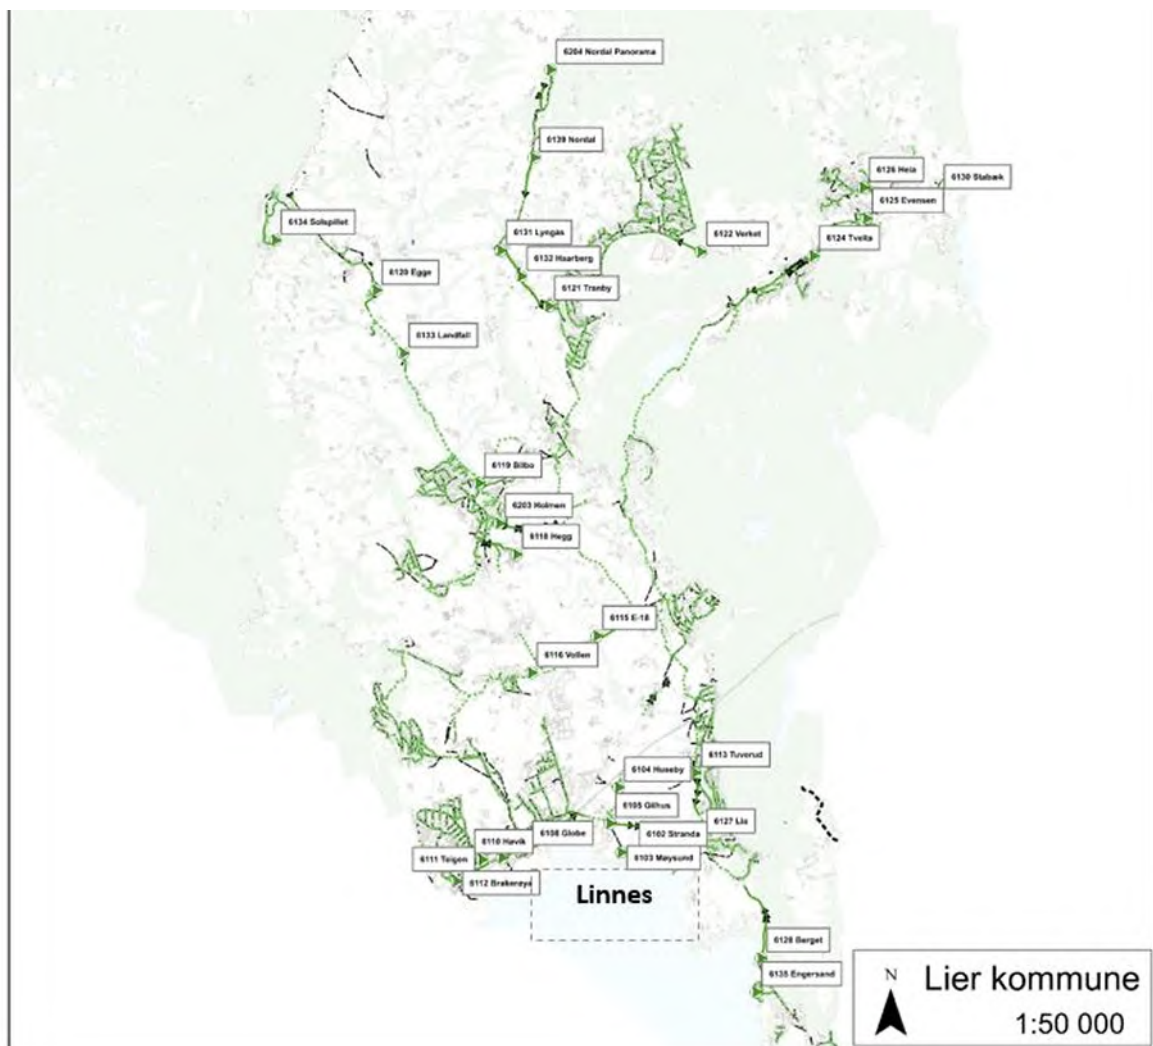 6204 Nordal Panorama
6139 Nordal
6126 Heia
6130 Stabæk
6125 Evensen
6134 Solspillet
6131 Lyngås
6122 Verket
6124 Tveita
6132 Haarberg
6120 Egge
6121 Tranby
6133 Landfall
6119 Bilbo
6203 Holmen
6118 Hegg
6115 E-18
6116 Vollen
6113 Tuverud
6104 Huseby
6105 Gilhus
6127 Lia
6108 Globe
6102 Stranda
6110 Høvik
6111 Teigen
6103 Møysund
6112 Brakerøya
Linnes
6128 Berget
6135 Engersand
N
Lier kommune
1:50 000